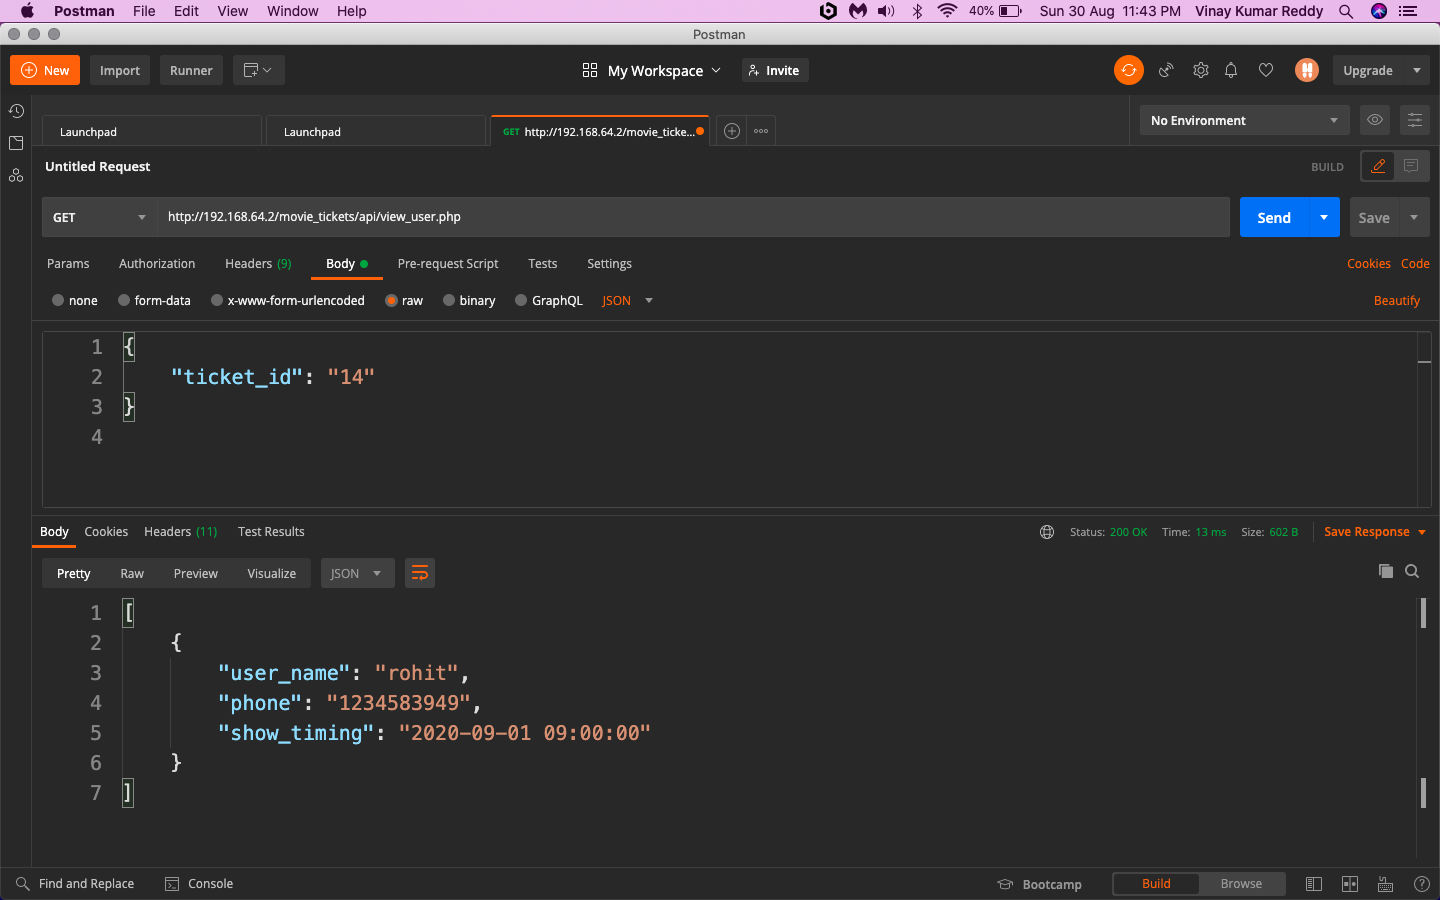 Postman File Edit View Window Help 40% Sun 30 Aug 11:43 PM Vinay Kumar Reddy
Postman
New Import Runner My Workspace Invite Upgrade
Launchpad Launchpad GET http://192.168.64.2/movie_ticke... No Environment
Untitled Request BUILD
GET http://192.168.64.2/movie_tickets/api/view_user.php Send Save
Params Authorization Headers (9) Body Pre-request Script Tests Settings Cookies Code
none form-data x-www-form-urlencoded raw binary GraphQL JSON Beautify
1 {
2 "ticket_id": "14"
3 }
4
Body Cookies Headers (11) Test Results Status: 200 OK Time: 13 ms Size: 602 B Save Response
Pretty Raw Preview Visualize JSON
1 [
2 {
3 "user_name": "rohit",
4 "phone": "1234583949",
5 "show_timing": "2020-09-01 09:00:00"
6 }
7 ]
Find and Replace Console Bootcamp Build Browse